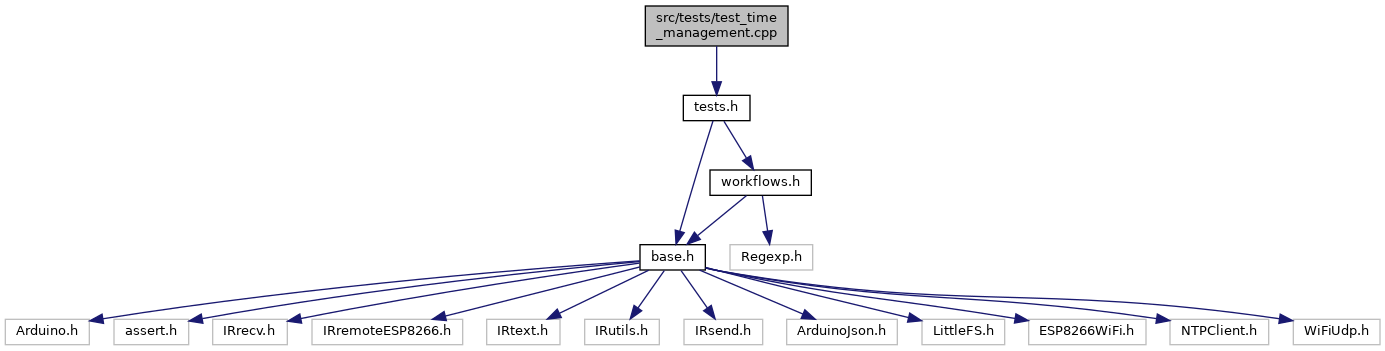 src/tests/test_time
_management.cpp
tests.h
workflows.h
base.h
Regexp.h
Arduino.h
assert.h
IRrecv.h
IRremoteESP8266.h
IRtext.h
IRutils.h
IRsend.h
ArduinoJson.h
LittleFS.h
ESP8266WiFi.h
NTPClient.h
WiFiUdp.h